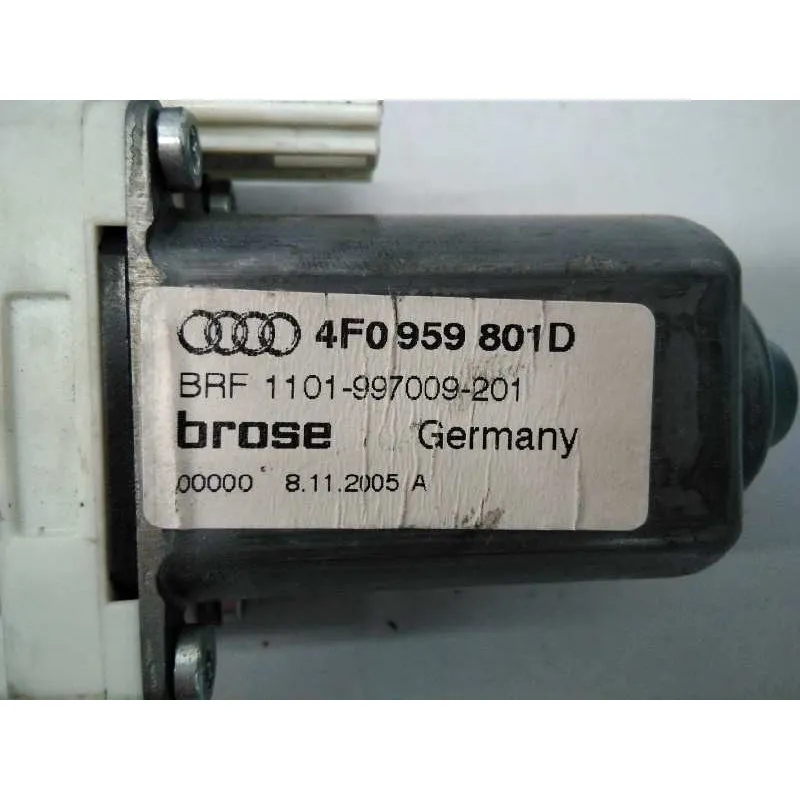 4F0 959 801D
BRF 1101-997009-201
brose Germany
00000 8.11.2005 A